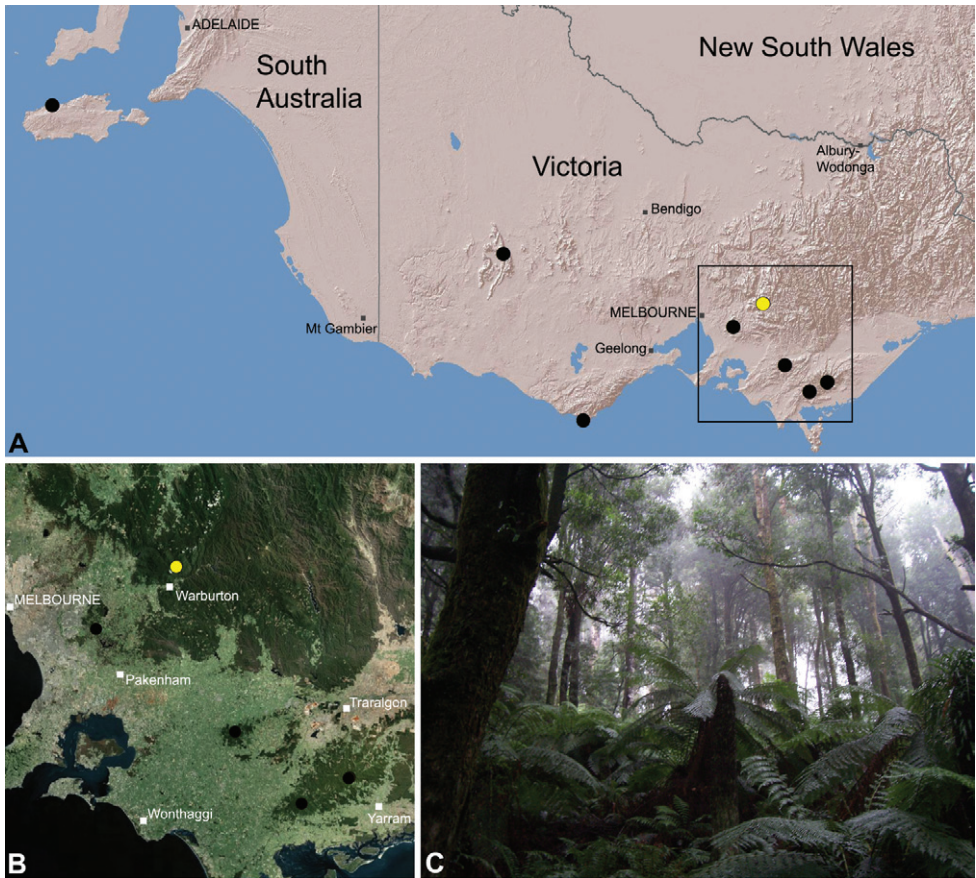 ADELAIDE
South
Australia
New South Wales
Victoria
Albury-
Wodonga
Bendigo
MELBOURNE
Mt Gambier
Geelong
A
Warburton
MELBOURNE
Pakenham
Traralgon
Wonthaggi
Yarram
B
C